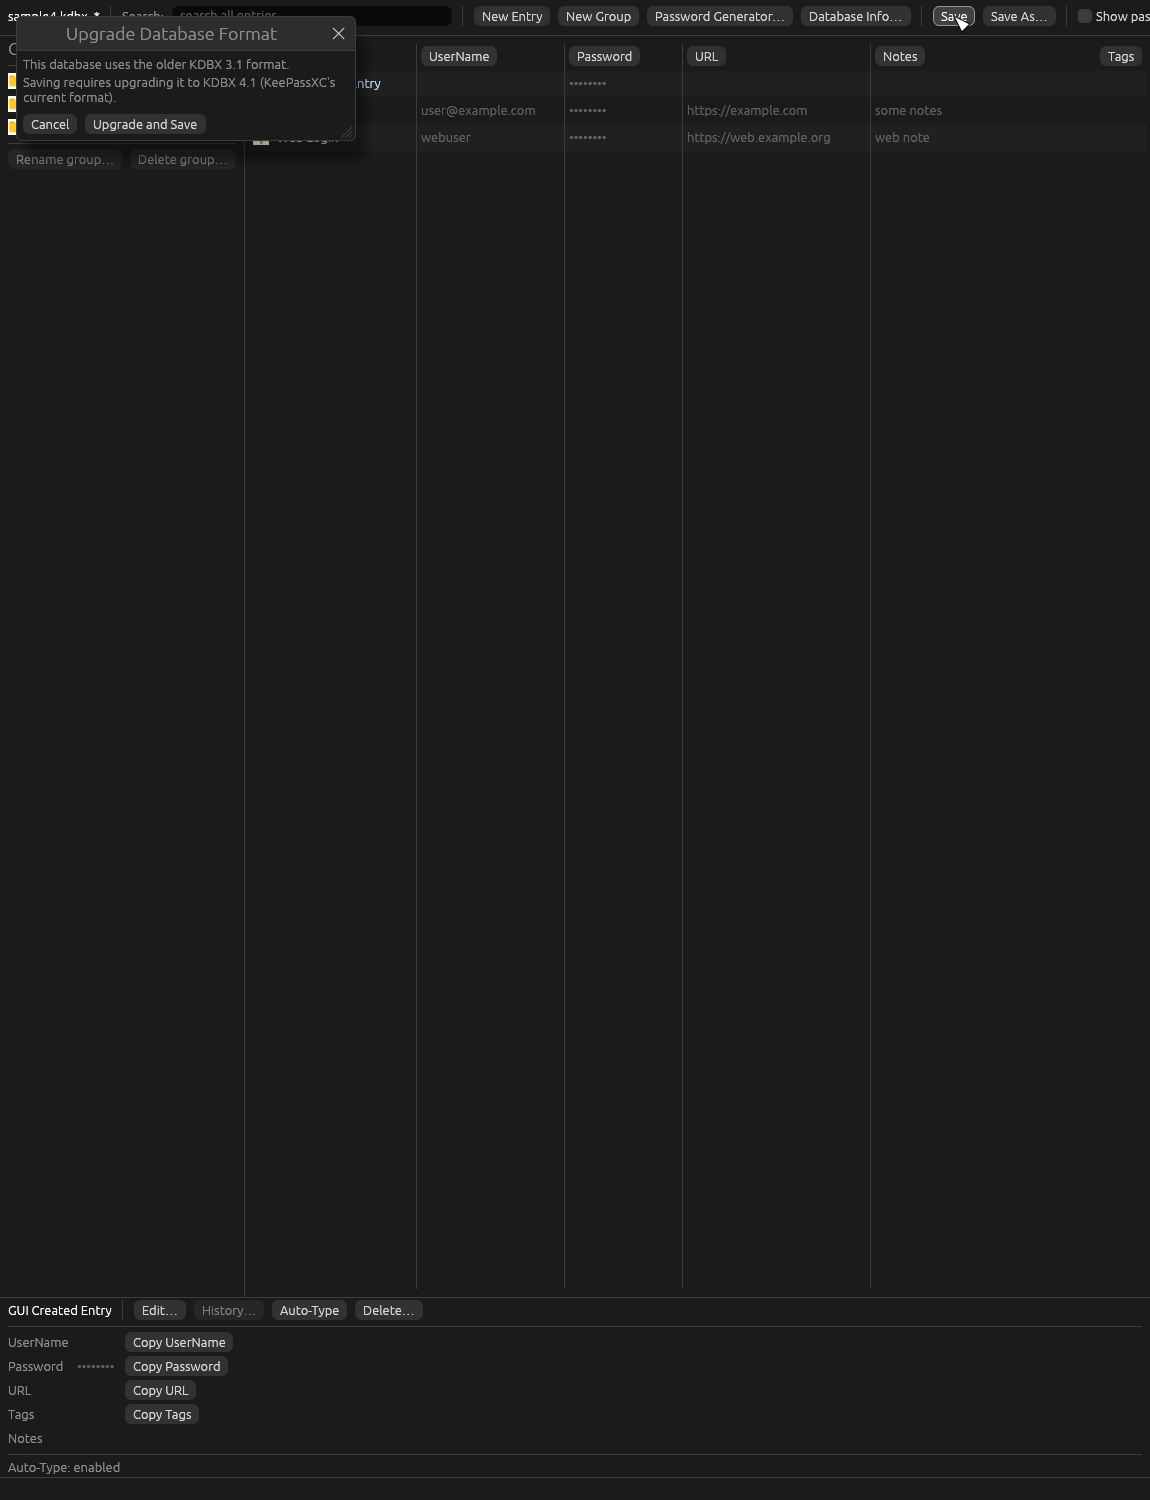 New Entry New Group Password Generator... Database Info... Save Save As... Show pas
Upgrade Database Format
This database uses the older KDBX 3.1 format.
Saving requires upgrading it to KDBX 4.1 (KeePassXC's
current format).
Cancel Upgrade and Save
Rename group... Delete group...
UserName Password URL Notes Tags
ntry ••••••••
user@example.com •••••••• https://example.com some notes
webuser •••••••• https://web.example.org web note
GUI Created Entry Edit... History... Auto-Type Delete...
UserName Copy UserName
Password •••••••• Copy Password
URL Copy URL
Tags Copy Tags
Notes
Auto-Type: enabled